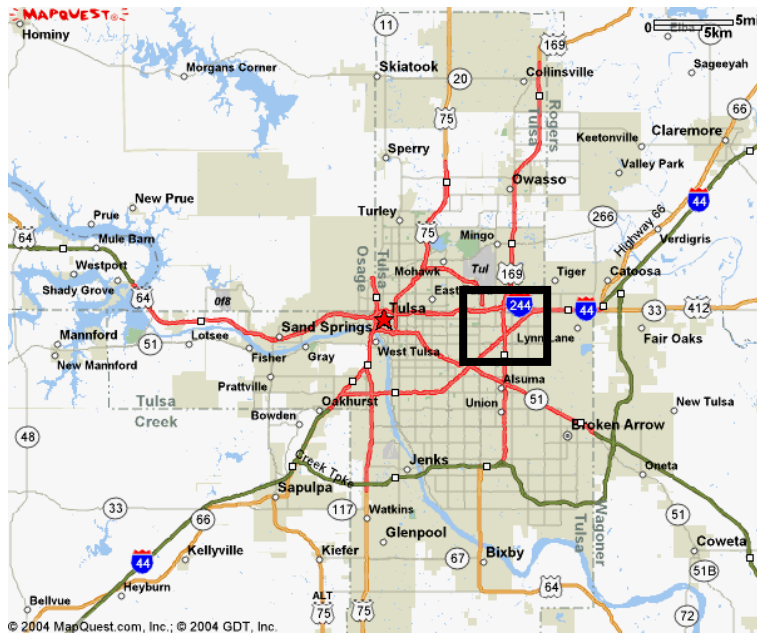 MAPQUEST
5mi
0
5km
Hominy
11
169
Elba
Morgans Corner
Skiatook
20
Collinsville
Sageeyah
75
Rogers
Tulsa
66
Keetonville
Claremore
Sperry
Valley Park
Owasso
New Prue
44
Turley
266
Highway 66
Prue
64
75
Mingo
Verdigris
Mule Barn
Osage
Tulsa
Westport
Mohawk
Tul
169
Tiger
Catoosa
Shady Grove
64
0f8
East
244
Tulsa
44
33
412
Sand Springs
Mannford
51
Lotsee
Lynn Lane
Fair Oaks
New Mannford
Fisher
Gray
West Tulsa
Prattville
Alsuma
Tulsa
Creek
Oakhurst
51
New Tulsa
Bowden
Union
Broken Arrow
48
Creek Tpke
Jenks
Oneta
Sapulpa
33
117
Watkins
51
66
Tulsa
Wagoner
Glenpool
Coweta
Kellyville
Kiefer
67
Bixby
44
51B
Heyburn
ALT
75
75
64
Bellvue
72
© 2004 MapQuest.com, Inc.; © 2004 GDT, Inc.